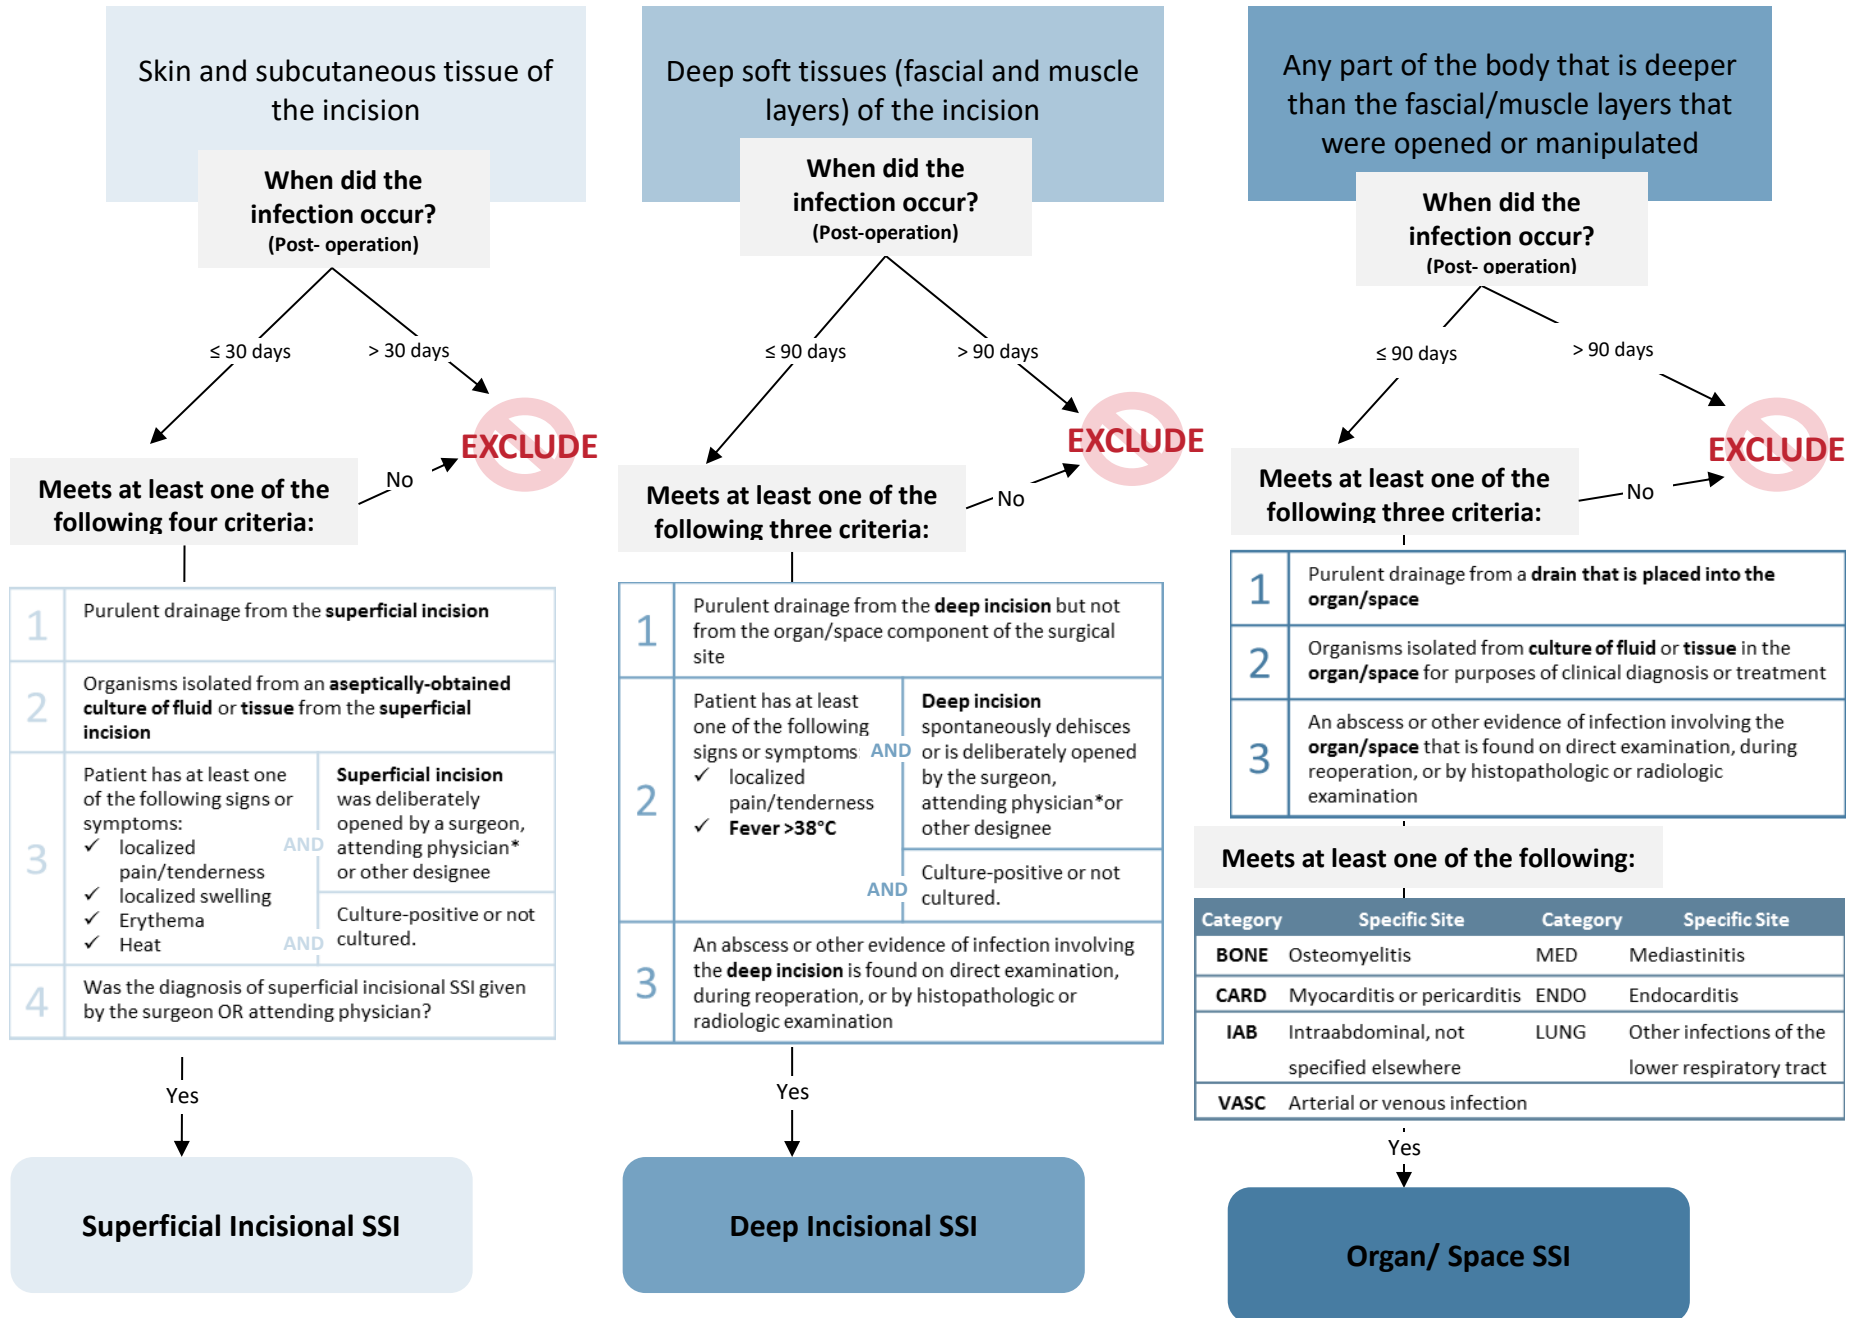 Skin and subcutaneous tissue of
the incision
When did the
infection occur?
(Post- operation)
≤ 30 days
> 30 days
EXCLUDE
No
Meets at least one of the
following four criteria:
1
Purulent drainage from the superficial incision
2
Organisms isolated from an aseptically-obtained
culture of fluid or tissue from the superficial
incision
3
Patient has at least one
of the following signs or
symptoms:
✓ localized
pain/tenderness
✓ localized swelling
✓ Erythema
✓ Heat
AND
Superficial incision
was deliberately
opened by a surgeon,
attending physician*
or other designee
AND
Culture-positive or not
cultured.
4
Was the diagnosis of superficial incisional SSI given
by the surgeon OR attending physician?
Yes
Superficial Incisional SSI
Deep soft tissues (fascial and muscle
layers) of the incision
When did the
infection occur?
(Post-operation)
≤ 90 days
> 90 days
EXCLUDE
No
Meets at least one of the
following three criteria:
1
Purulent drainage from the deep incision but not
from the organ/space component of the surgical
site
2
Patient has at least
one of the following
signs or symptoms:
✓ localized
pain/tenderness
✓ Fever >38°C
AND
Deep incision
spontaneously dehisces
or is deliberately opened
by the surgeon,
attending physician*or
other designee
AND
Culture-positive or not
cultured.
3
An abscess or other evidence of infection involving
the deep incision is found on direct examination,
during reoperation, or by histopathologic or
radiologic examination
Yes
Deep Incisional SSI
Any part of the body that is deeper
than the fascial/muscle layers that
were opened or manipulated
When did the
infection occur?
(Post- operation)
≤ 90 days
> 90 days
EXCLUDE
No
Meets at least one of the
following three criteria:
1
Purulent drainage from a drain that is placed into the
organ/space
2
Organisms isolated from culture of fluid or tissue in the
organ/space for purposes of clinical diagnosis or treatment
3
An abscess or other evidence of infection involving the
organ/space that is found on direct examination, during
reoperation, or by histopathologic or radiologic
examination
Meets at least one of the following:
Category Specific Site Category Specific Site
BONE Osteomyelitis MED Mediastinitis
CARD Myocarditis or pericarditis ENDO Endocarditis
IAB Intraabdominal, not LUNG Other infections of the
specified elsewhere lower respiratory tract
VASC Arterial or venous infection
Yes
Organ/ Space SSI